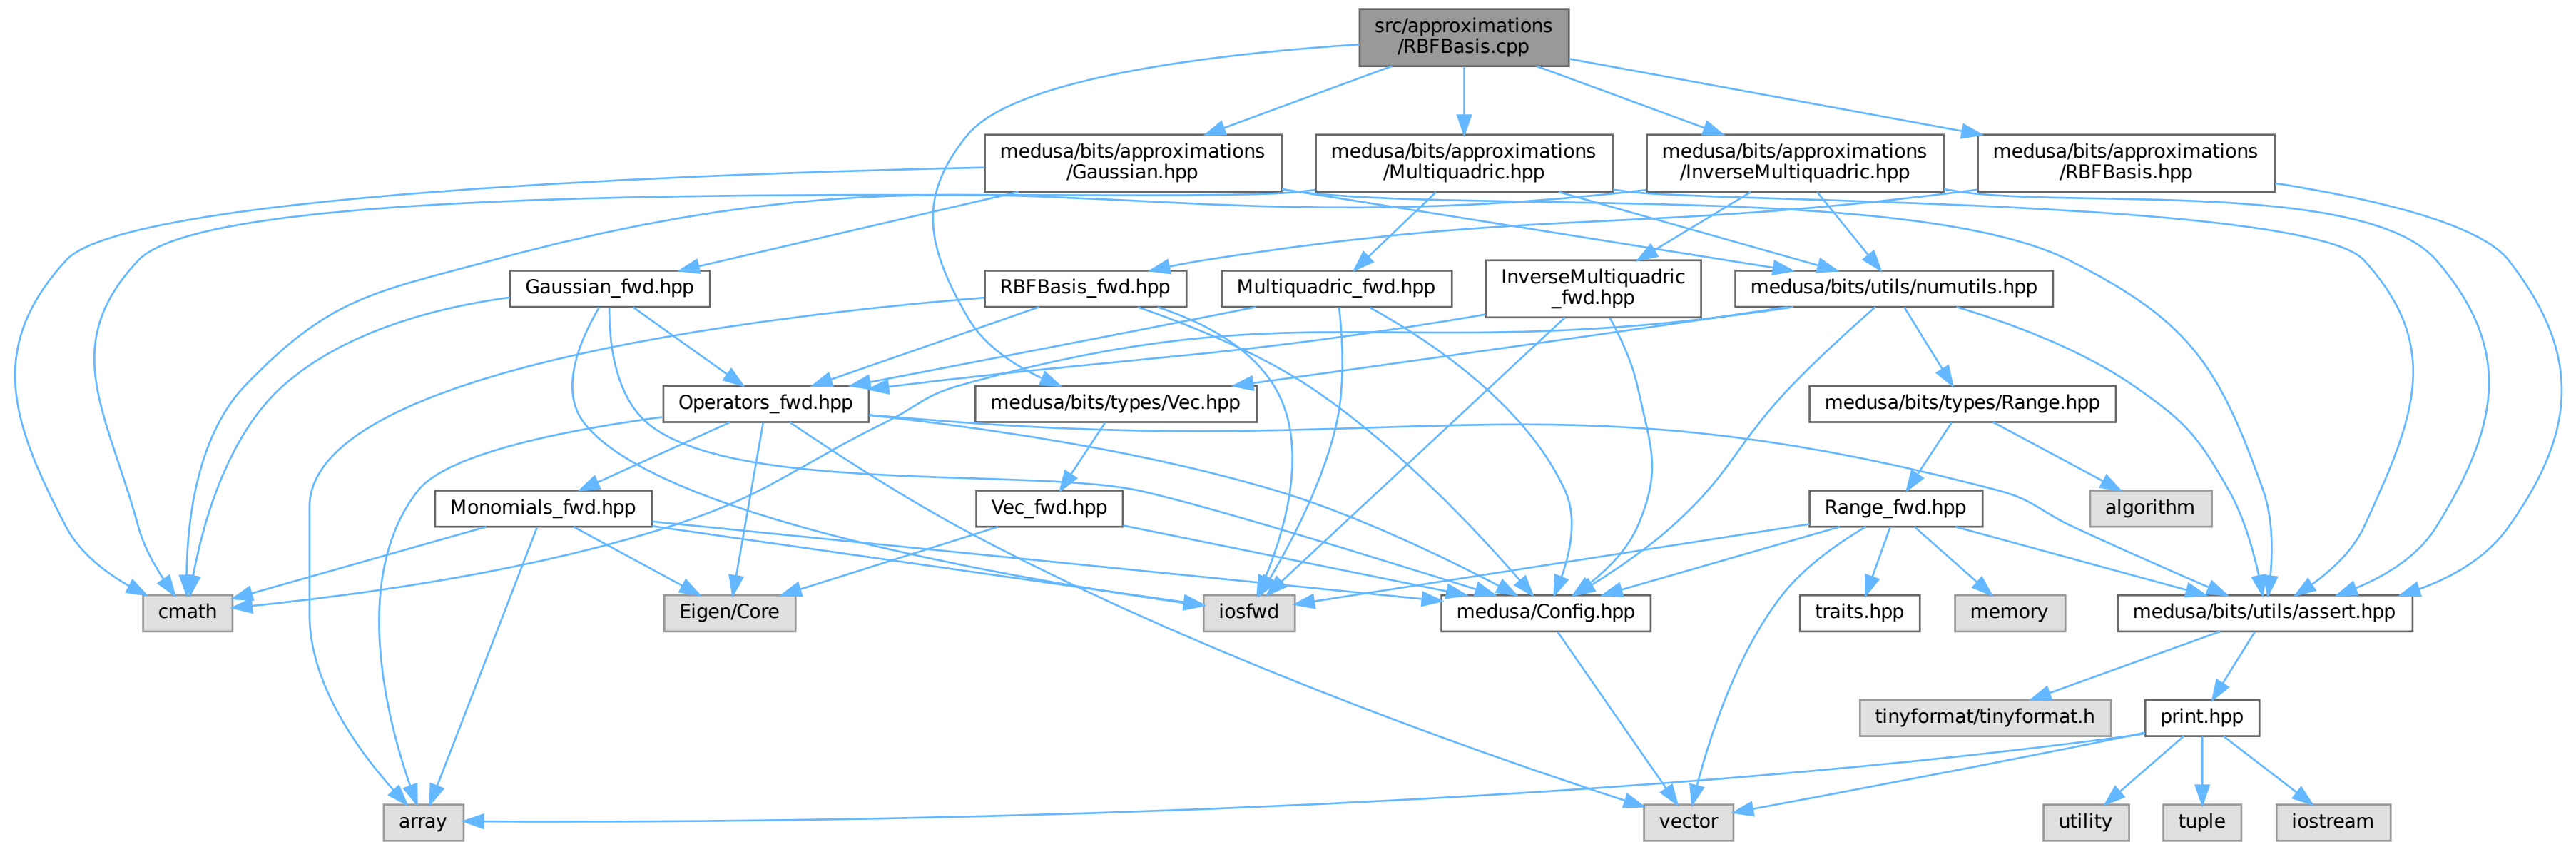 src/approximations
/RBFBasis.cpp
medusa/bits/approximations
/Gaussian.hpp
medusa/bits/approximations
/Multiquadric.hpp
medusa/bits/approximations
/InverseMultiquadric.hpp
medusa/bits/approximations
/RBFBasis.hpp
Gaussian_fwd.hpp
RBFBasis_fwd.hpp
Multiquadric_fwd.hpp
InverseMultiquadric
_fwd.hpp
medusa/bits/utils/numutils.hpp
Operators_fwd.hpp
medusa/bits/types/Vec.hpp
medusa/bits/types/Range.hpp
Monomials_fwd.hpp
Vec_fwd.hpp
Range_fwd.hpp
algorithm
cmath
Eigen/Core
iosfwd
medusa/Config.hpp
traits.hpp
memory
medusa/bits/utils/assert.hpp
tinyformat/tinyformat.h
print.hpp
array
vector
utility
tuple
iostream